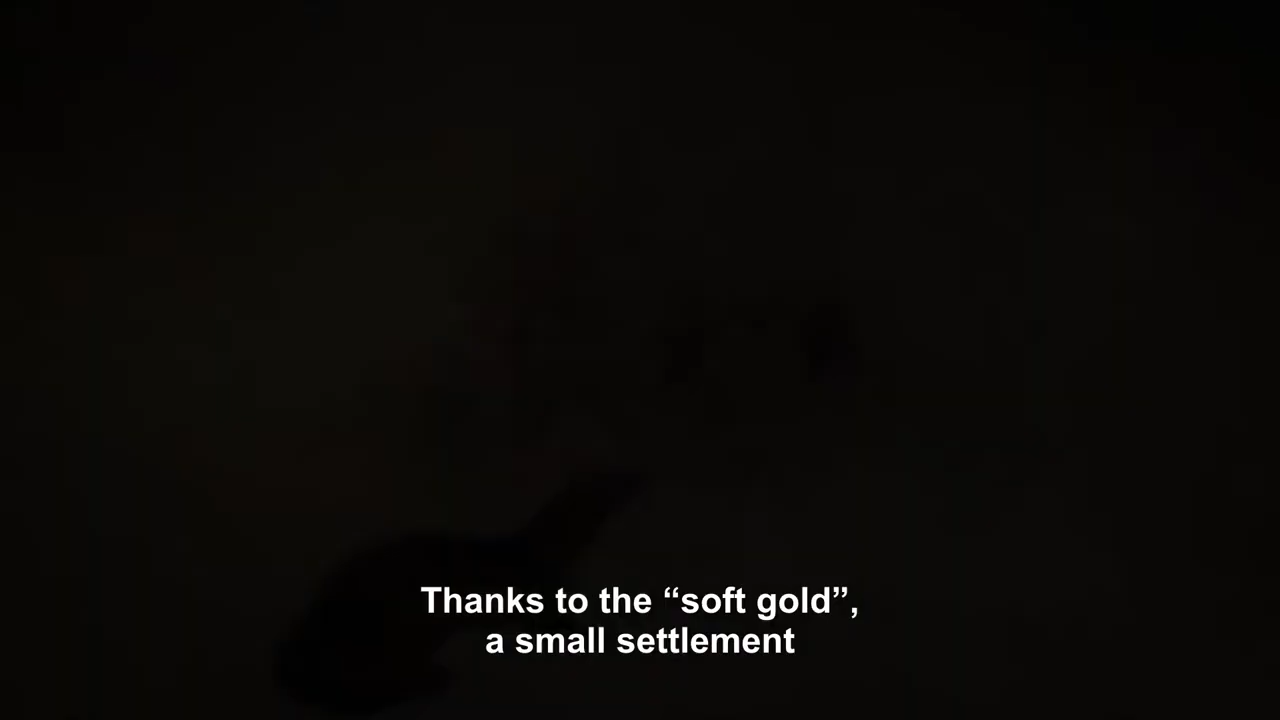 Thanks to the “soft gold”,
a small settlement